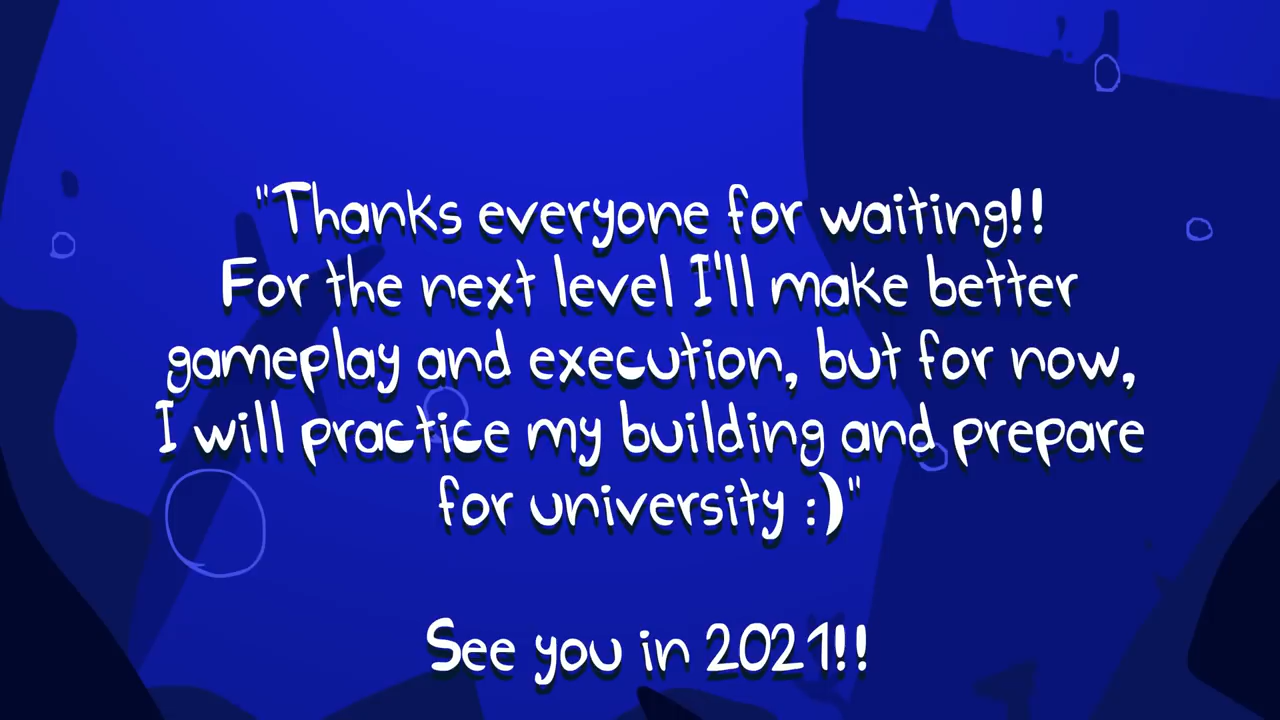 "Thanks everyone for waiting!!
For the next level I'll make better
gameplay and execution, but for now,
I will practice my building and prepare
for university :)"
See you in 2021!!